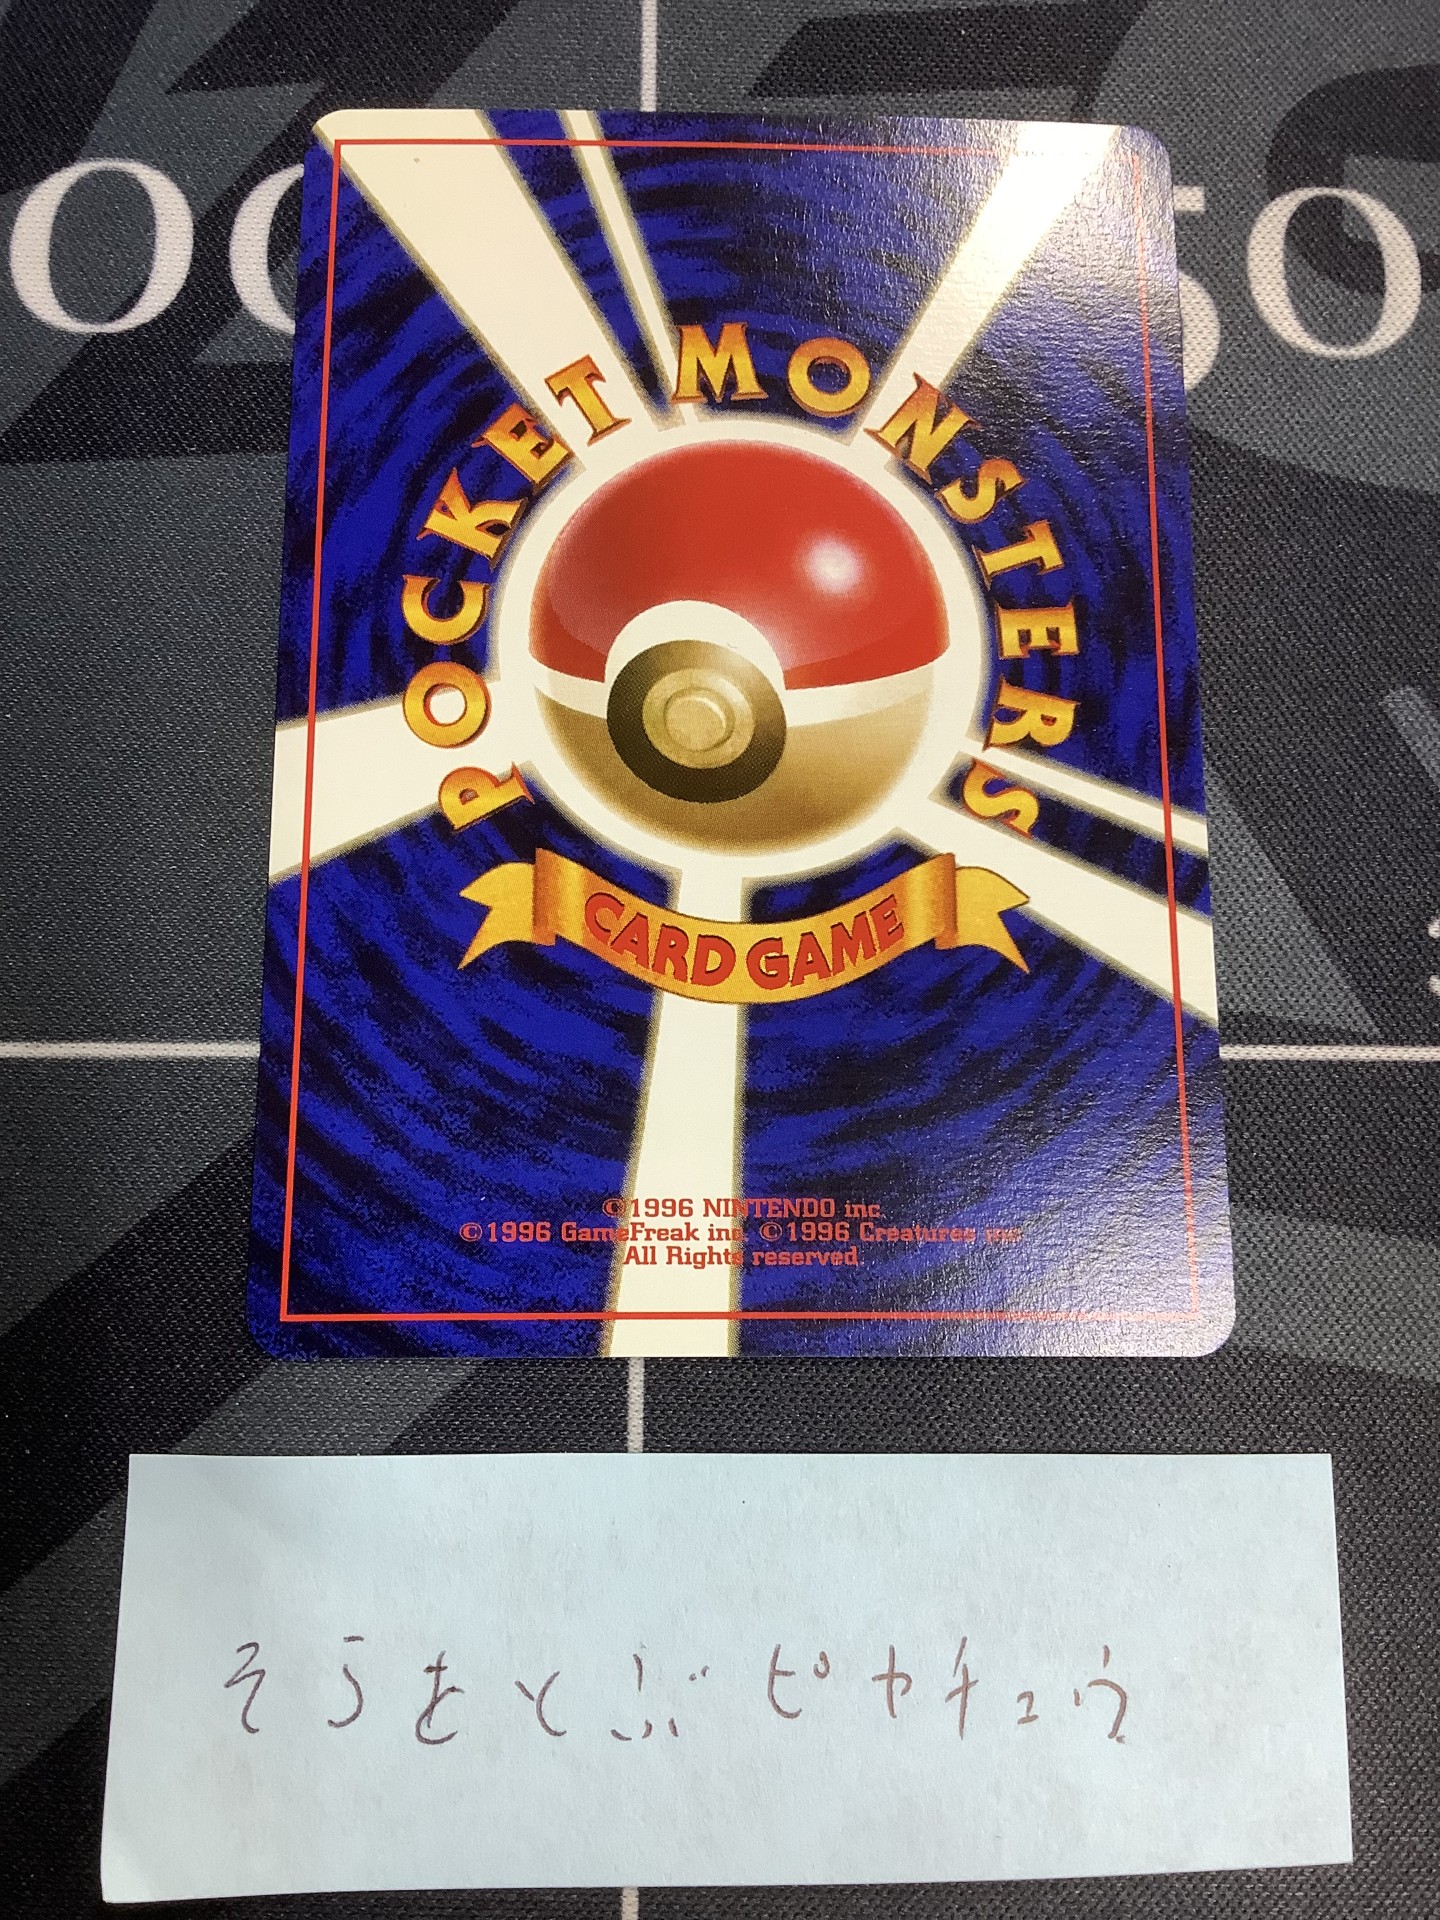 POCKET MONSTERS
CARD GAME
©1996 NINTENDO inc.
©1996 GameFreak inc. ©1996 Creatures inc.
All Rights reserved.
そらをとぶピカチュウ